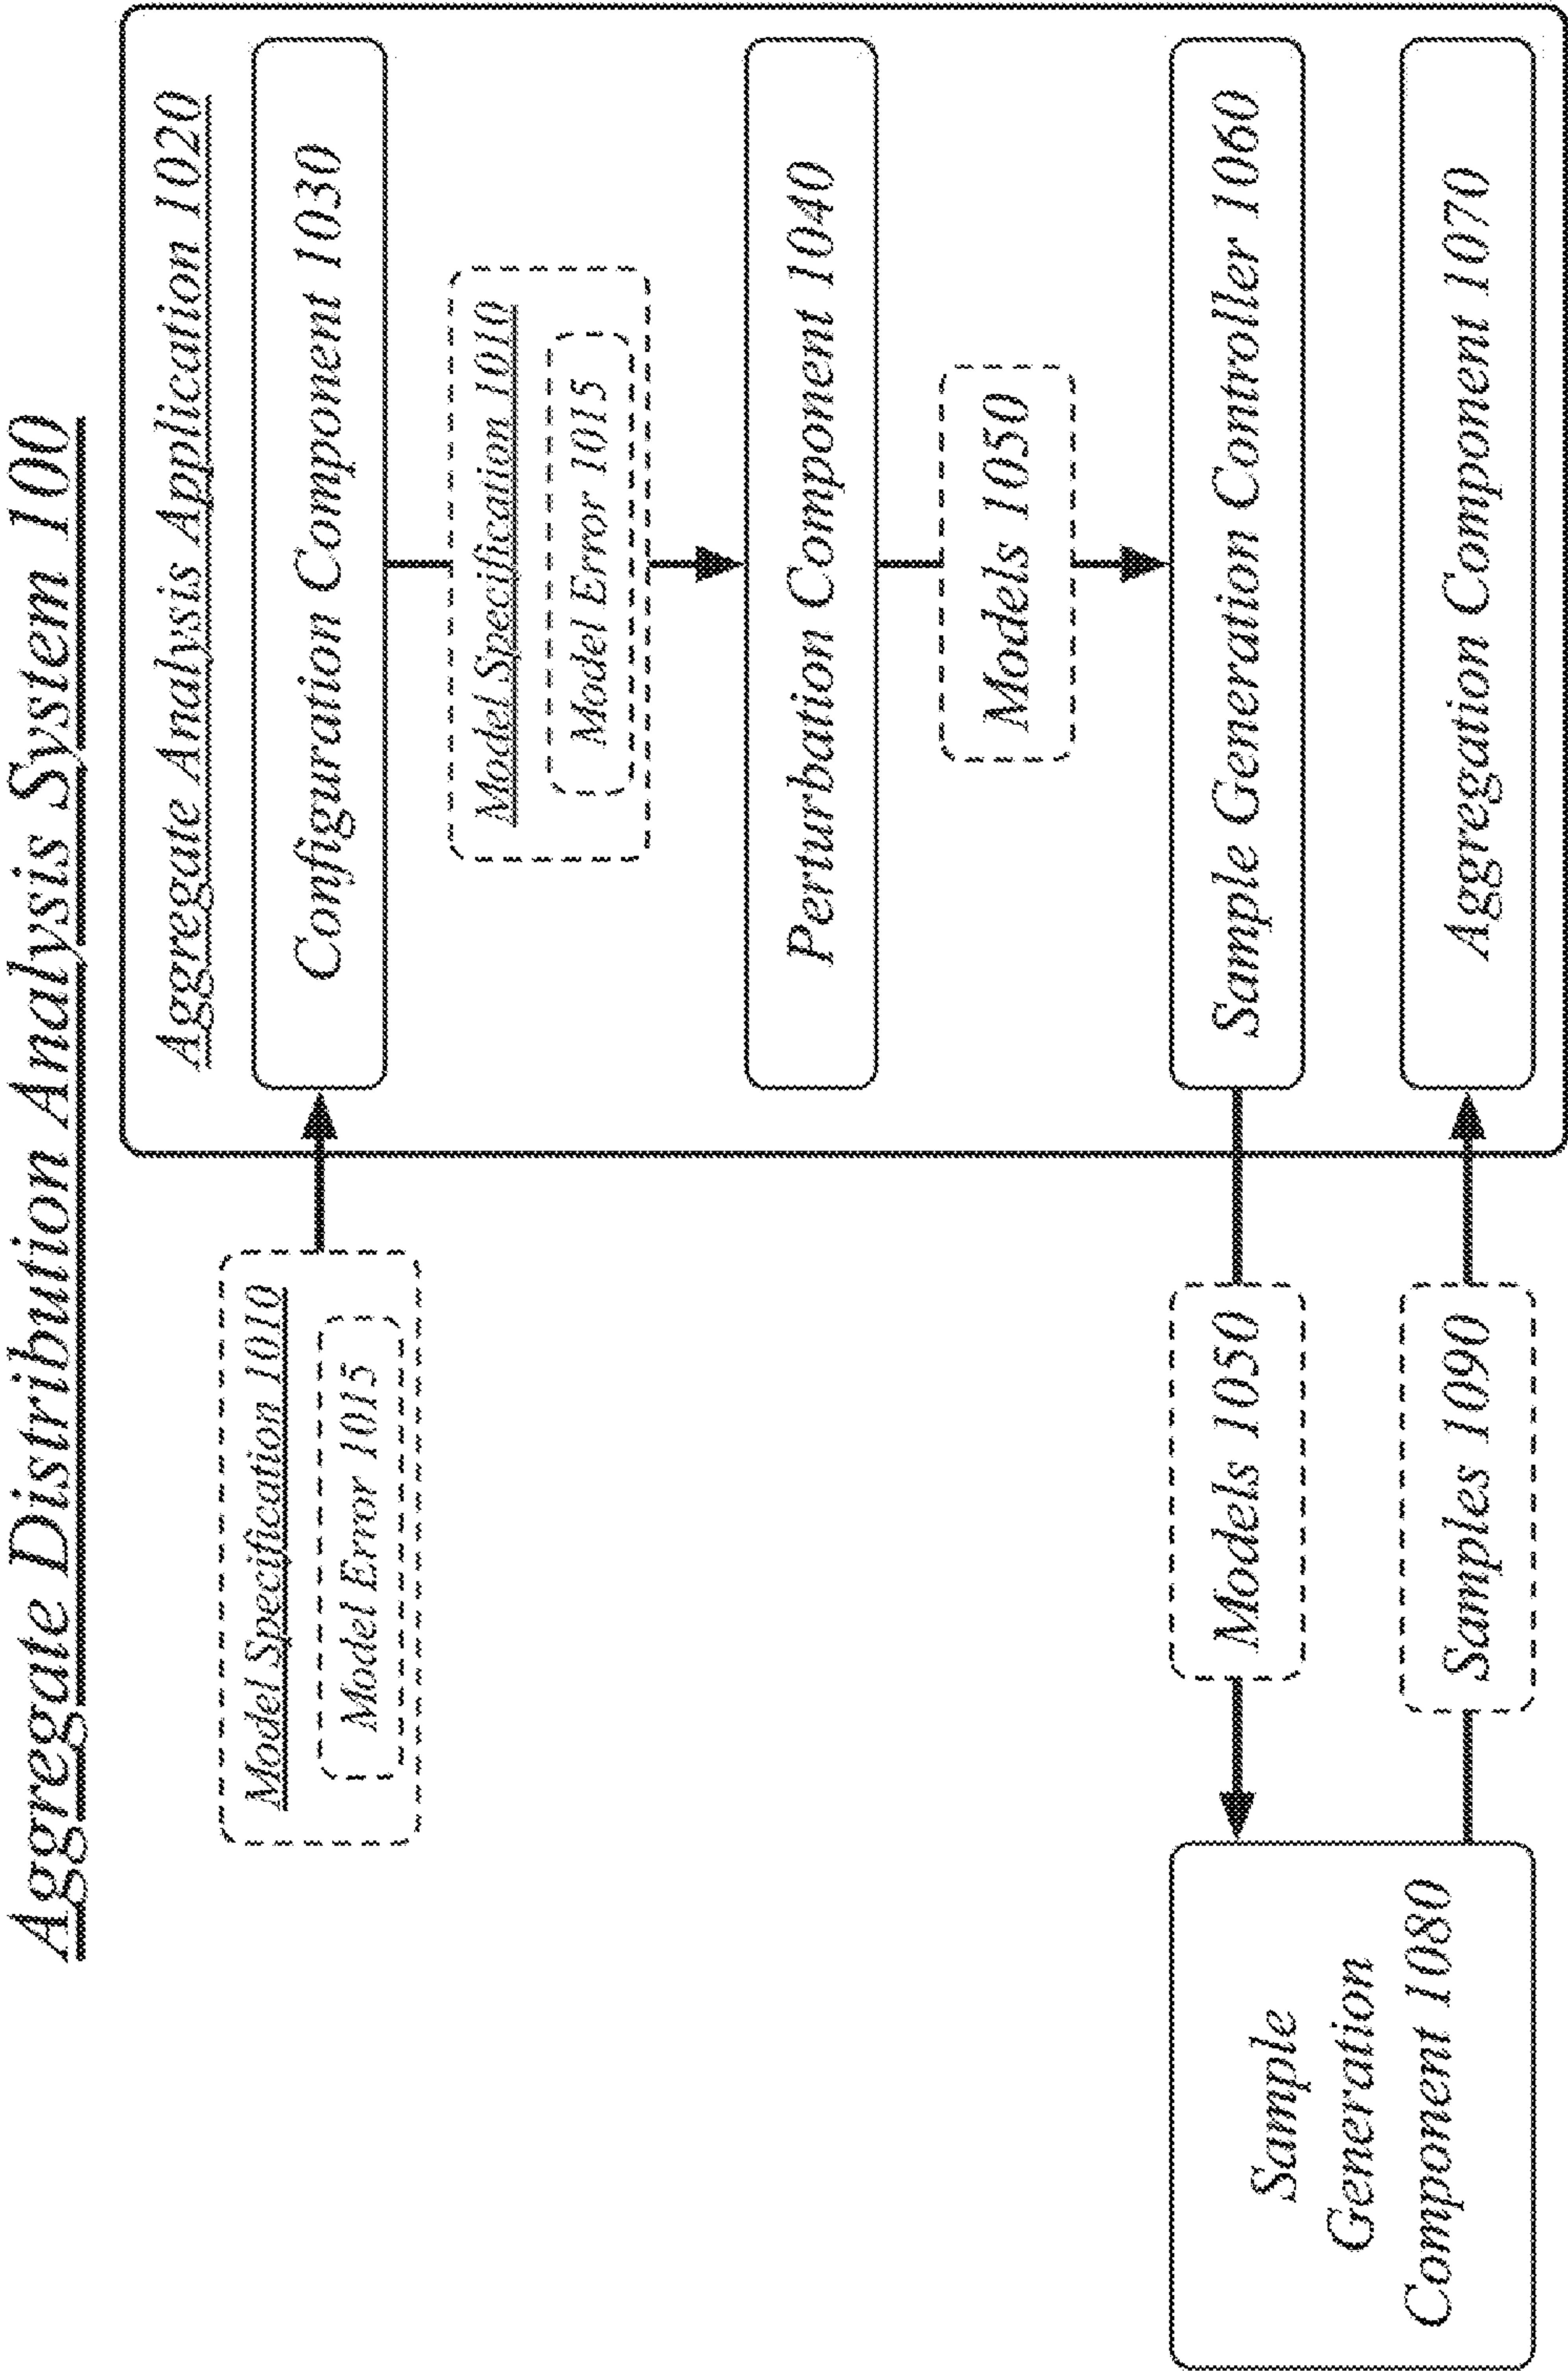 Aggregate Distribution Analysis System 100
Aggregate Analysis Application 1020
Model Specification 1010
Model Error 1015
Configuration Component 1030
Model Specification 1010
Model Error 1015
Perturbation Component 1040
Models 1050
Sample
Generation
Component 1080
Models 1050
Sample Generation Controller 1060
Samples 1090
Aggregation Component 1070